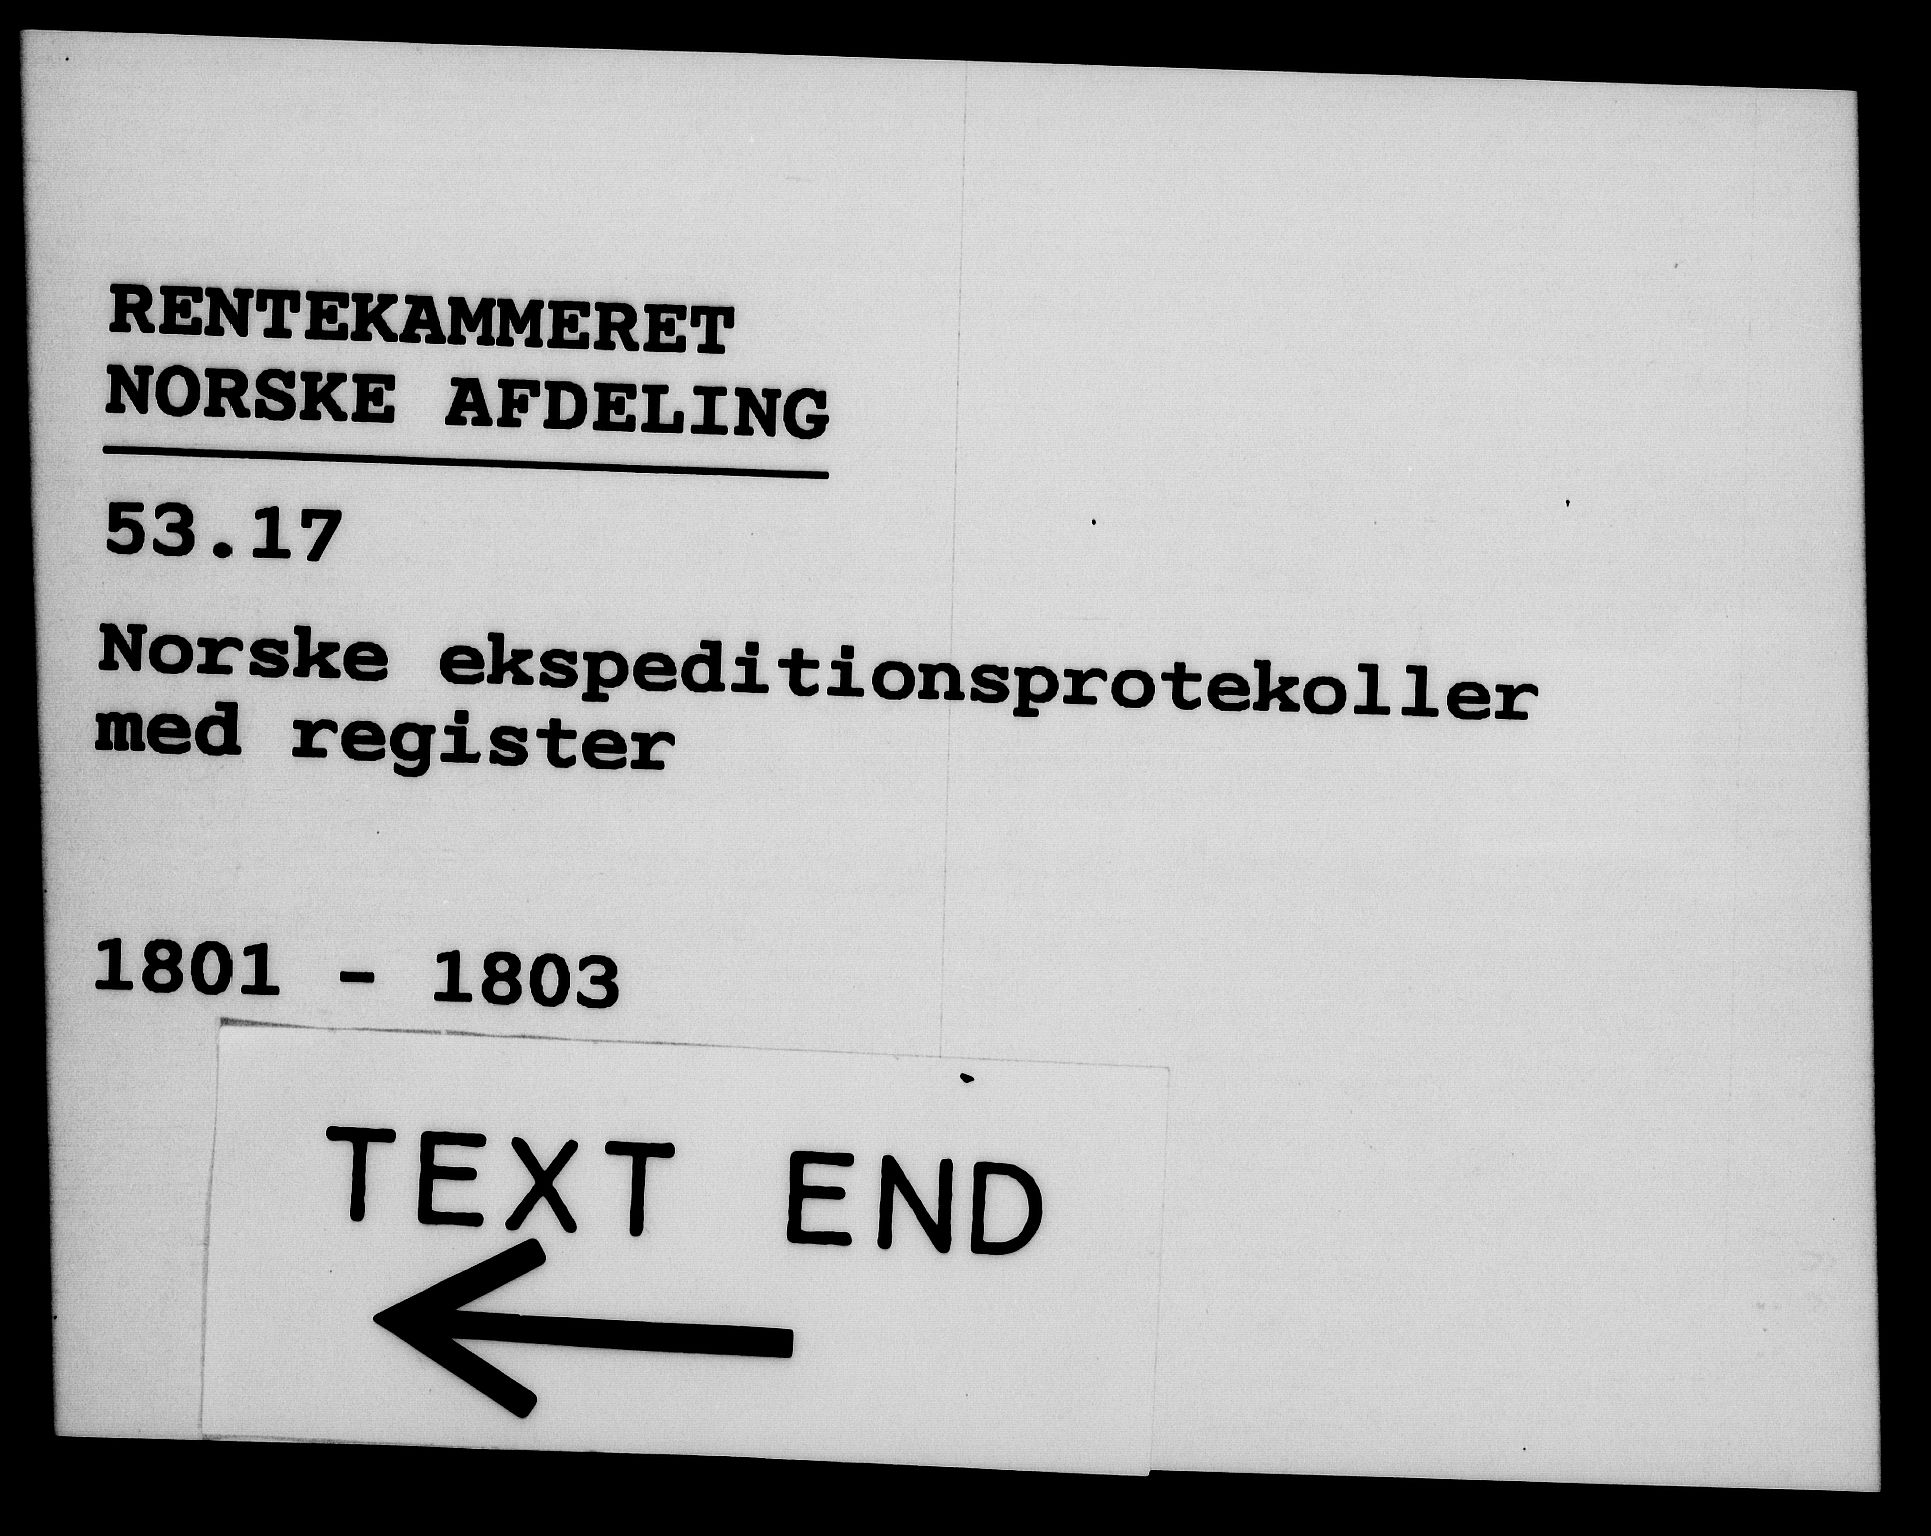 RENTEKAMMERET
NORSKE AFDELING
53.17
Norske ekspeditionsprotekoller
med register
1801 - 1803
TEXT END